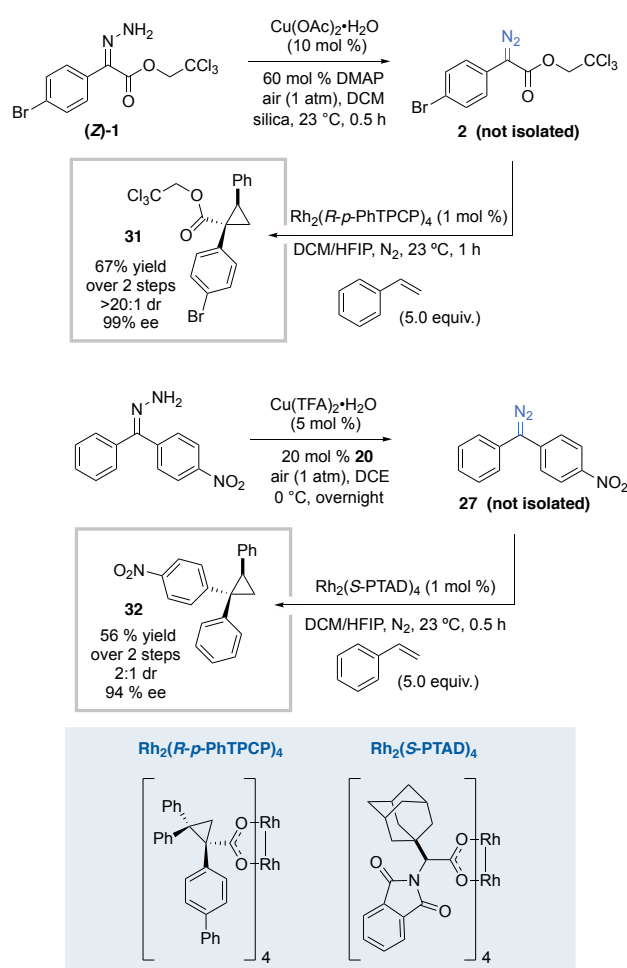 N
NH2
O
O
CCl3
Br
(Z)-1
Cu(OAc)2•H2O
(10 mol %)
60 mol % DMAP
air (1 atm), DCM
silica, 23 °C, 0.5 h
N2
O
O
CCl3
Br
2 (not isolated)
Ph
Cl3C
O
O
Br
31
67% yield
over 2 steps
>20:1 dr
99% ee
Rh2(R-p-PhTPCP)4 (1 mol %)
DCM/HFIP, N2, 23 ºC, 1 h
(5.0 equiv.)
N
NH2
NO2
Cu(TFA)2•H2O
(5 mol %)
20 mol % 20
air (1 atm), DCE
0 °C, overnight
N2
NO2
27 (not isolated)
Ph
O2N
32
56 % yield
over 2 steps
2:1 dr
94 % ee
Rh2(S-PTAD)4 (1 mol %)
DCM/HFIP, N2, 23 ºC, 0.5 h
(5.0 equiv.)
Rh2(R-p-PhTPCP)4
Ph
Ph
O
Rh
O
Rh
Ph
4
Rh2(S-PTAD)4
O
Rh
O
Rh
O
N
O
4